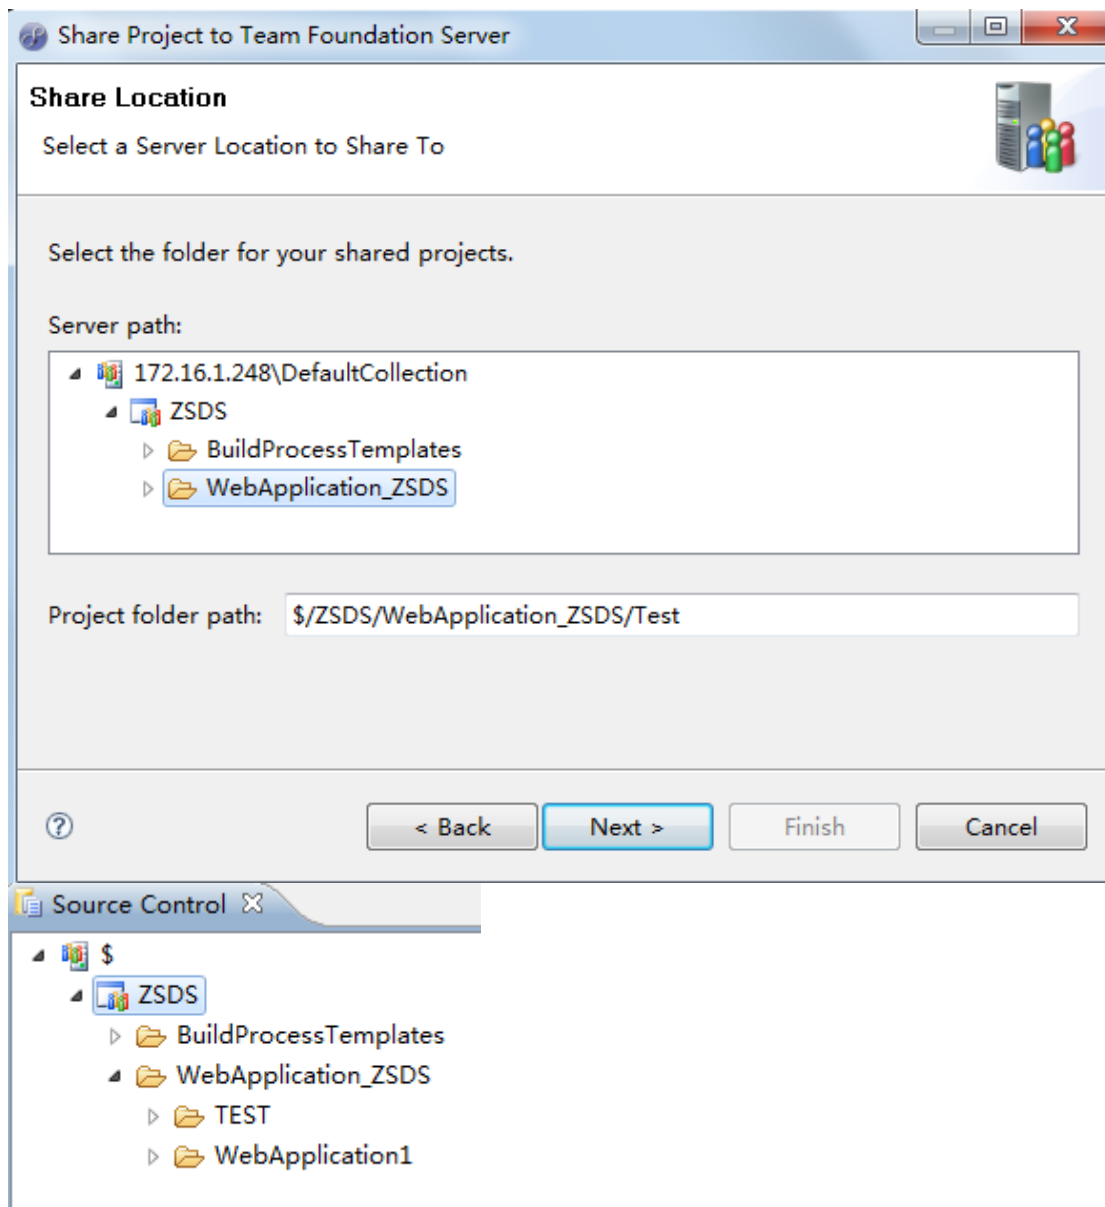 Share Project to Team Foundation Server
Share Location
Select a Server Location to Share To
Select the folder for your shared projects.
Server path:
172.16.1.248\DefaultCollection
ZSDS
BuildProcessTemplates
WebApplication_ZSDS
Project folder path: $/ZSDS/WebApplication_ZSDS/Test
< Back Next > Finish Cancel
Source Control
$
ZSDS
BuildProcessTemplates
WebApplication_ZSDS
TEST
WebApplication1